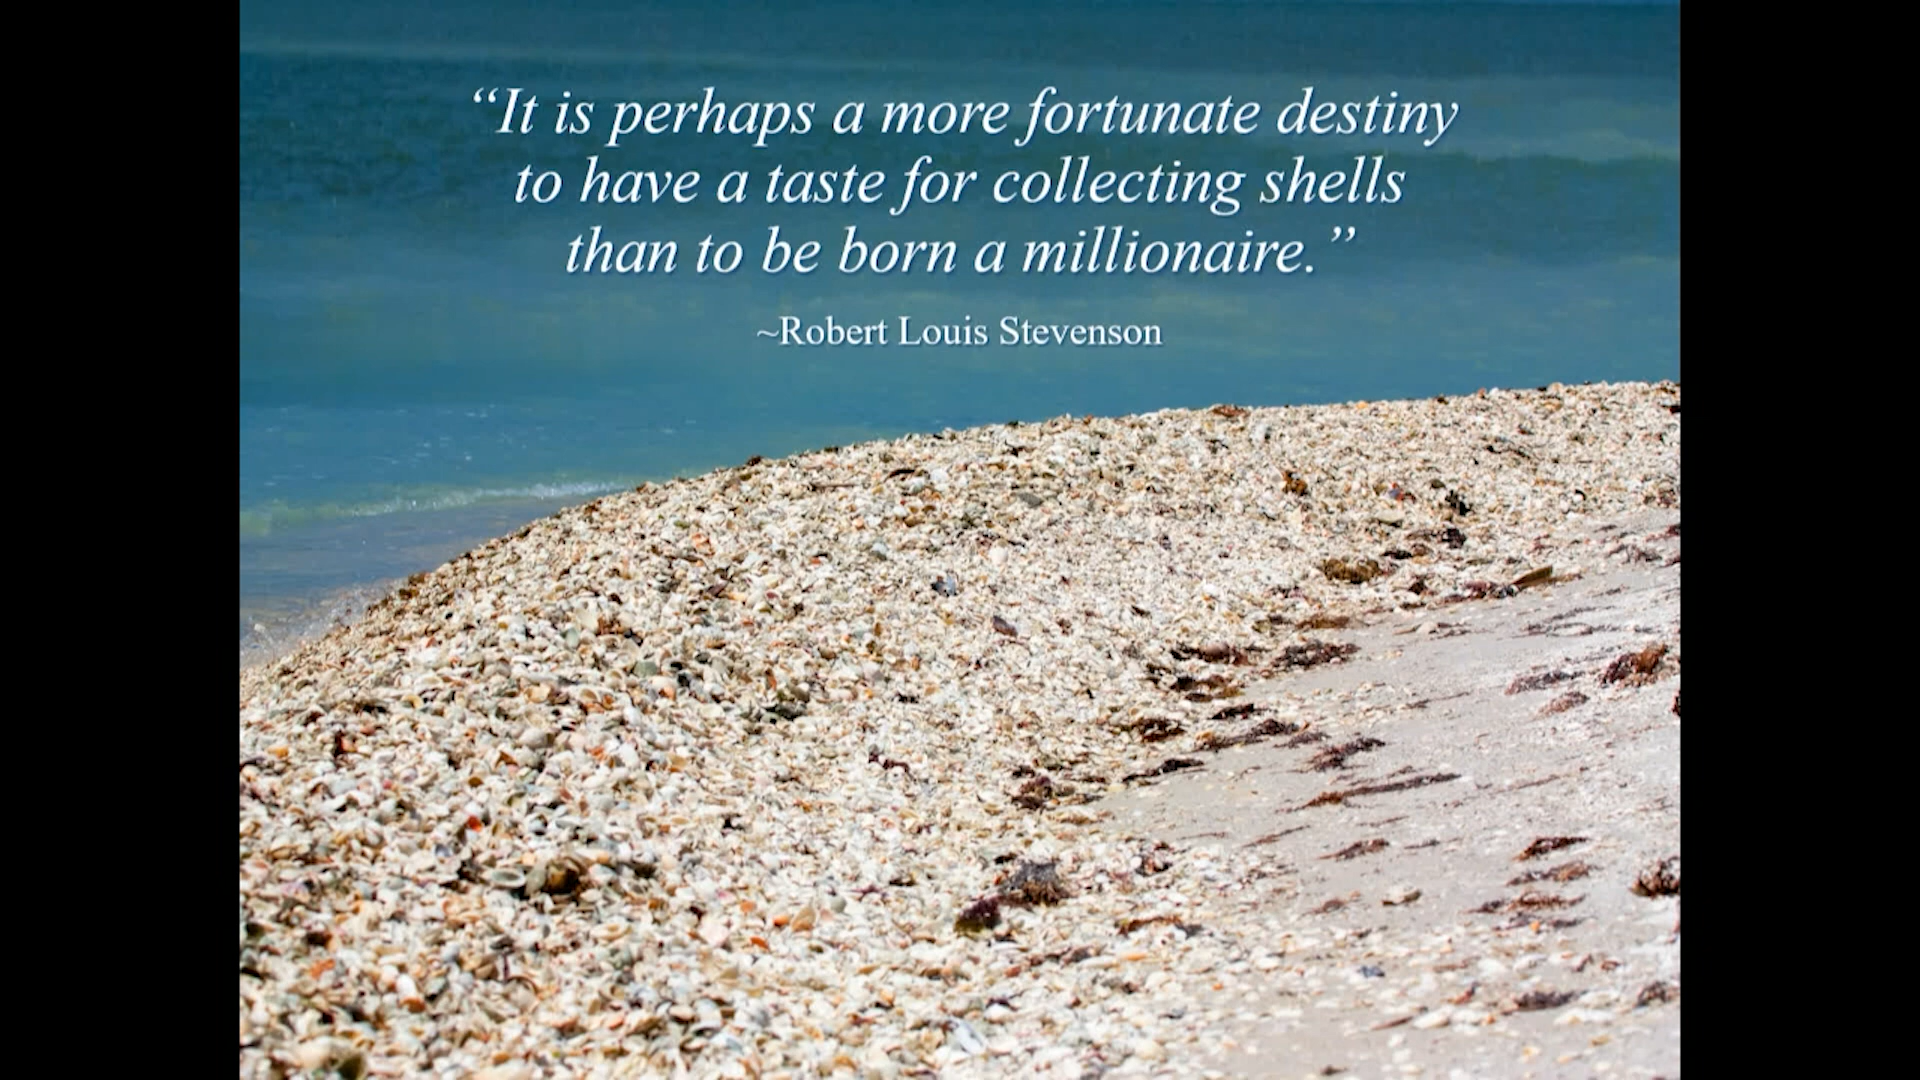 “It is perhaps a more fortunate destiny
to have a taste for collecting shells
than to be born a millionaire.”
~Robert Louis Stevenson